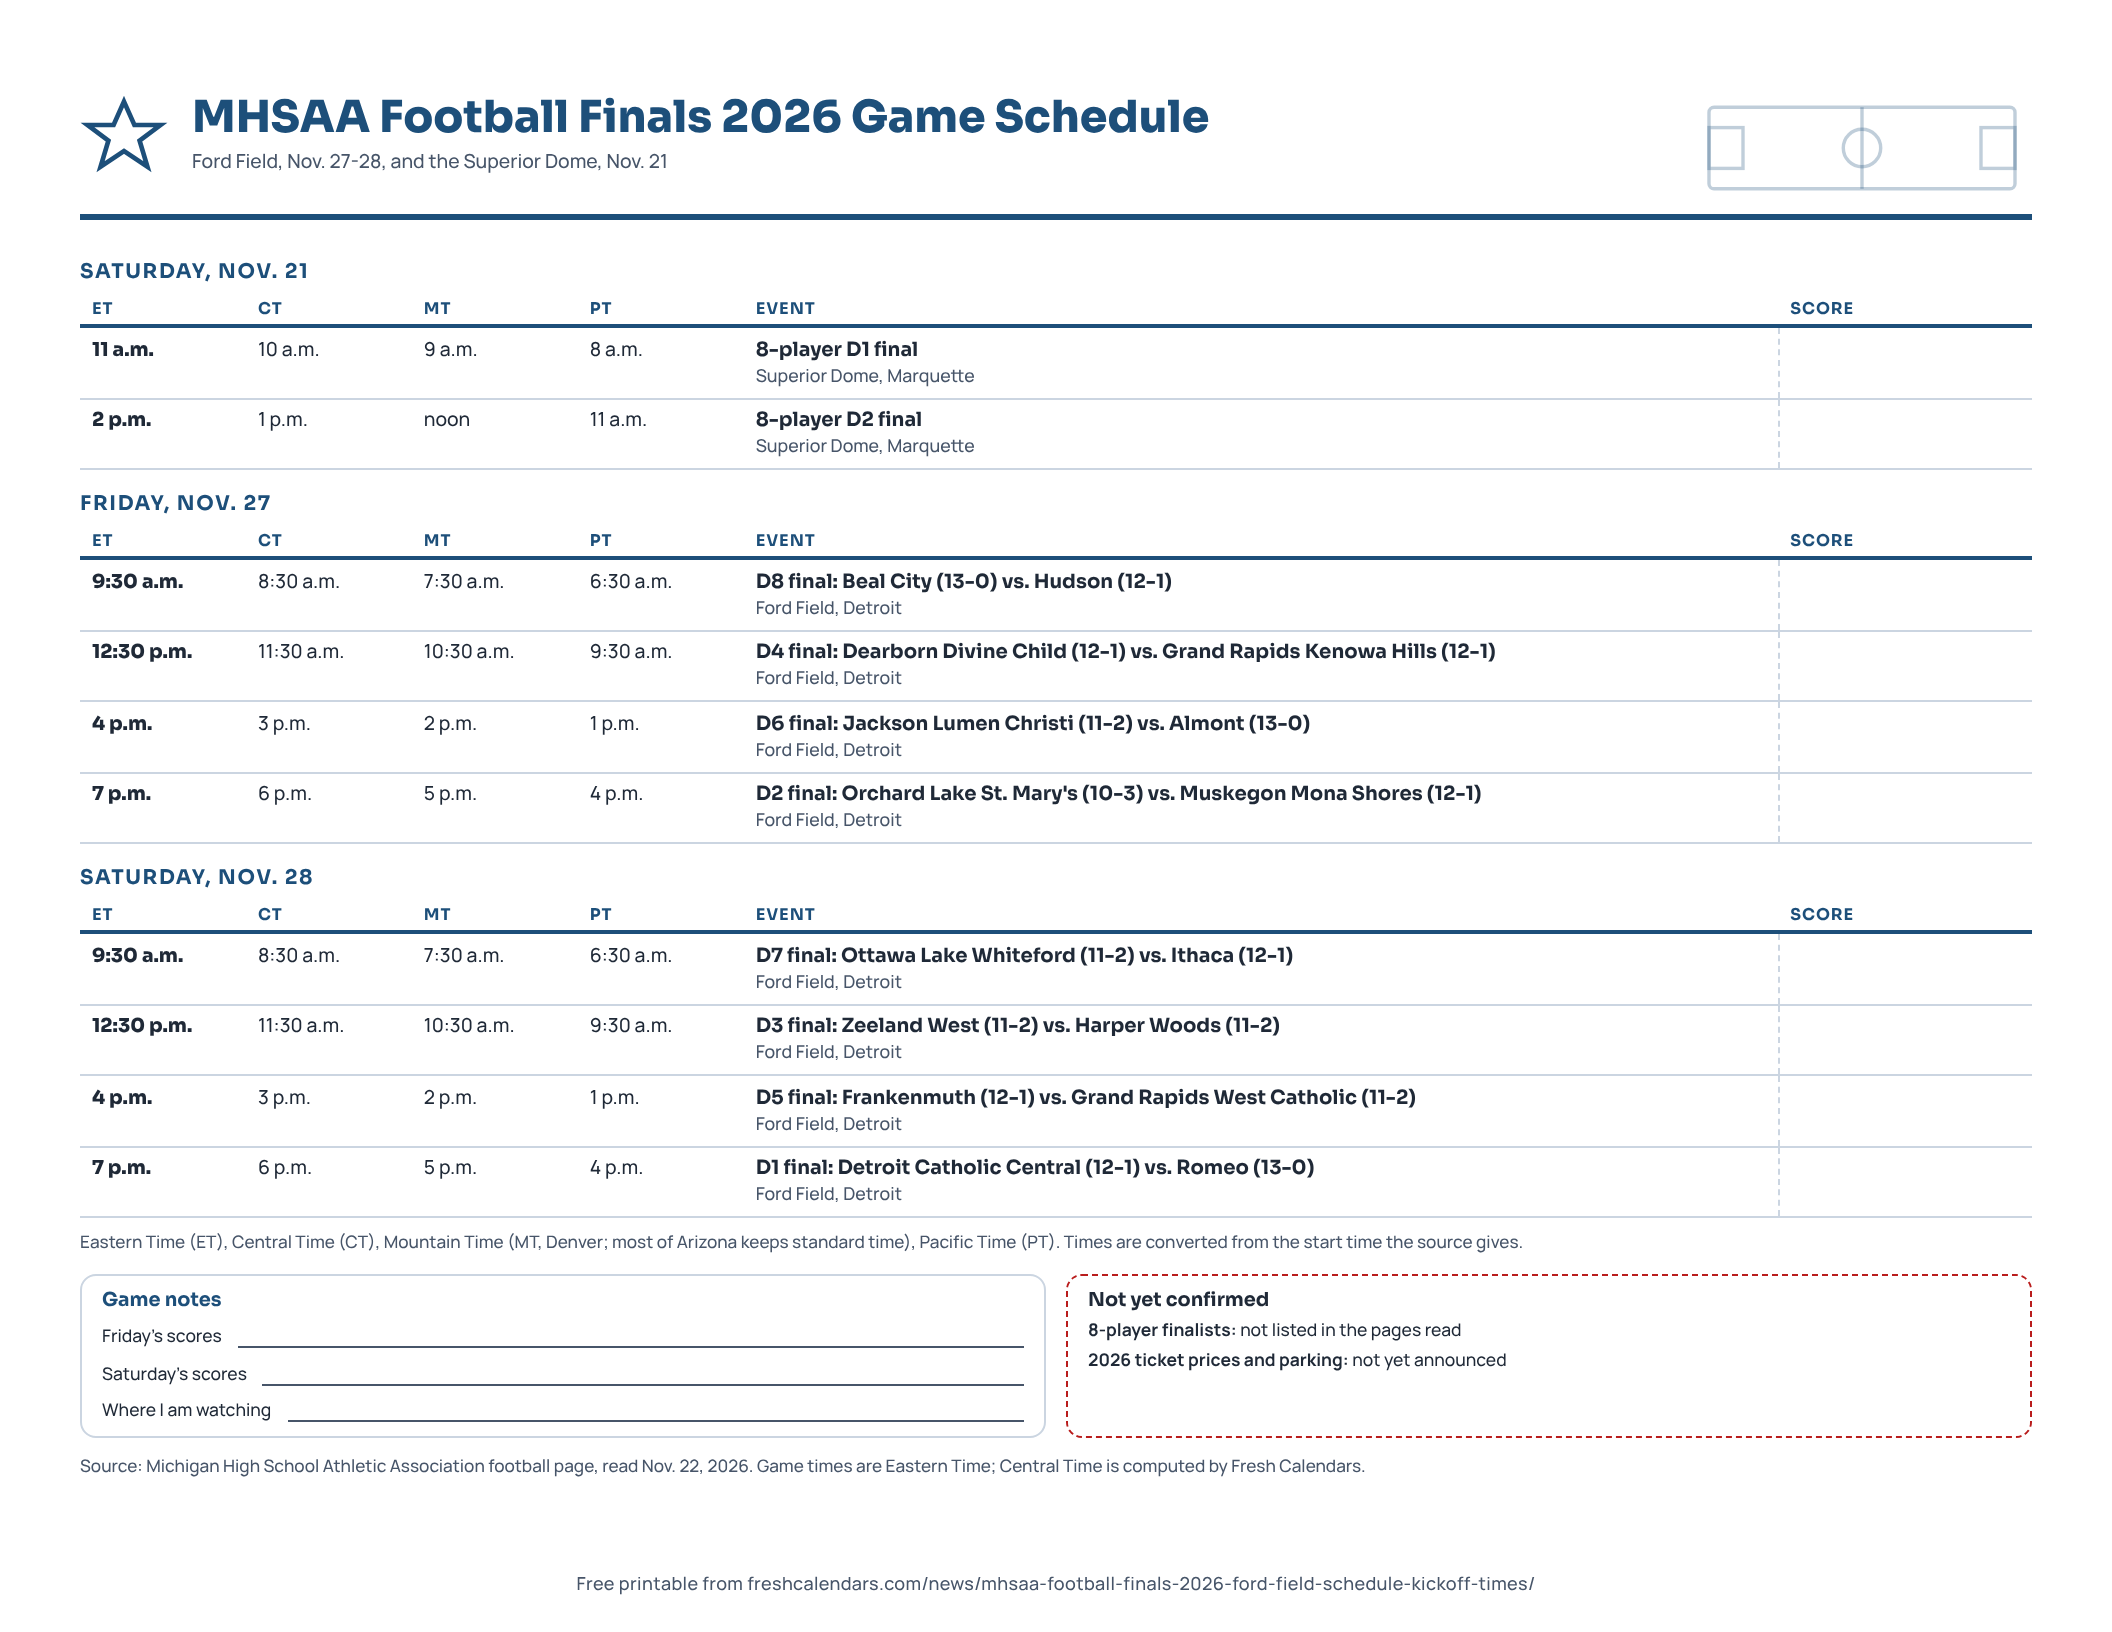 MHSAA Football Finals 2026 Game Schedule
Ford Field, Nov. 27-28, and the Superior Dome, Nov. 21
SATURDAY, NOV. 21
ET CT MT PT EVENT SCORE
11 a.m. 10 a.m. 9 a.m. 8 a.m. 8-player D1 final
Superior Dome, Marquette
2 p.m. 1 p.m. noon 11 a.m. 8-player D2 final
Superior Dome, Marquette
FRIDAY, NOV. 27
ET CT MT PT EVENT SCORE
9:30 a.m. 8:30 a.m. 7:30 a.m. 6:30 a.m. D8 final: Beal City (13-0) vs. Hudson (12-1)
Ford Field, Detroit
12:30 p.m. 11:30 a.m. 10:30 a.m. 9:30 a.m. D4 final: Dearborn Divine Child (12-1) vs. Grand Rapids Kenowa Hills (12-1)
Ford Field, Detroit
4 p.m. 3 p.m. 2 p.m. 1 p.m. D6 final: Jackson Lumen Christi (11-2) vs. Almont (13-0)
Ford Field, Detroit
7 p.m. 6 p.m. 5 p.m. 4 p.m. D2 final: Orchard Lake St. Mary's (10-3) vs. Muskegon Mona Shores (12-1)
Ford Field, Detroit
SATURDAY, NOV. 28
ET CT MT PT EVENT SCORE
9:30 a.m. 8:30 a.m. 7:30 a.m. 6:30 a.m. D7 final: Ottawa Lake Whiteford (11-2) vs. Ithaca (12-1)
Ford Field, Detroit
12:30 p.m. 11:30 a.m. 10:30 a.m. 9:30 a.m. D3 final: Zeeland West (11-2) vs. Harper Woods (11-2)
Ford Field, Detroit
4 p.m. 3 p.m. 2 p.m. 1 p.m. D5 final: Frankenmuth (12-1) vs. Grand Rapids West Catholic (11-2)
Ford Field, Detroit
7 p.m. 6 p.m. 5 p.m. 4 p.m. D1 final: Detroit Catholic Central (12-1) vs. Romeo (13-0)
Ford Field, Detroit
Eastern Time (ET), Central Time (CT), Mountain Time (MT, Denver; most of Arizona keeps standard time), Pacific Time (PT). Times are converted from the start time the source gives.
Game notes
Friday's scores
Saturday's scores
Where I am watching
Not yet confirmed
8-player finalists: not listed in the pages read
2026 ticket prices and parking: not yet announced
Source: Michigan High School Athletic Association football page, read Nov. 22, 2026. Game times are Eastern Time; Central Time is computed by Fresh Calendars.
Free printable from freshcalendars.com/news/mhsaa-football-finals-2026-ford-field-schedule-kickoff-times/